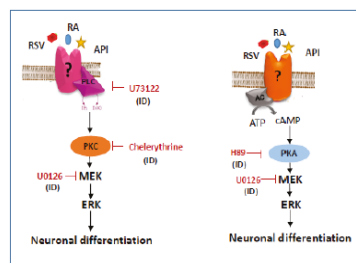 RA
RSV
API
?
PLC
U73122
(ID)
PKC
Chelerythrine
(ID)
U0126
(ID)
MEK
ERK
Neuronal differentiation
RA
RSV
API
?
AC
ATP
cAMP
H89
(ID)
PKA
U0126
(ID)
MEK
ERK
Neuronal differentiation